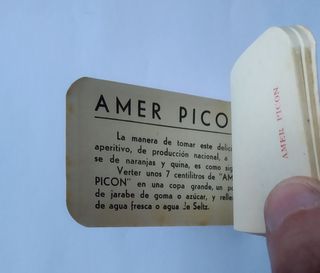 AMER PICO
La manera de tomar este delici
aperitivo, de producción nacional, a
se de naranjas y quina, es como sig
Verter unos 7 centilitros de "AM
PICON" en una copa grande, un po
de jarabe de goma o azúcar, y relle
de agua fresca o agua de Seltz.
AMER PICON